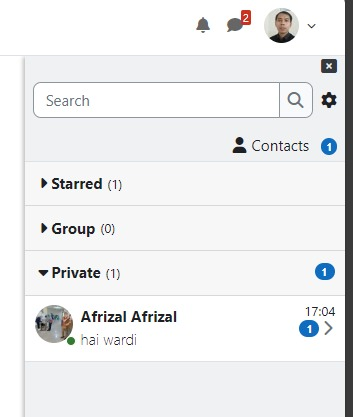 2
Search
Contacts 1
Starred (1)
Group (0)
Private (1) 1
Afrizal Afrizal 17:04
hai wardi 1